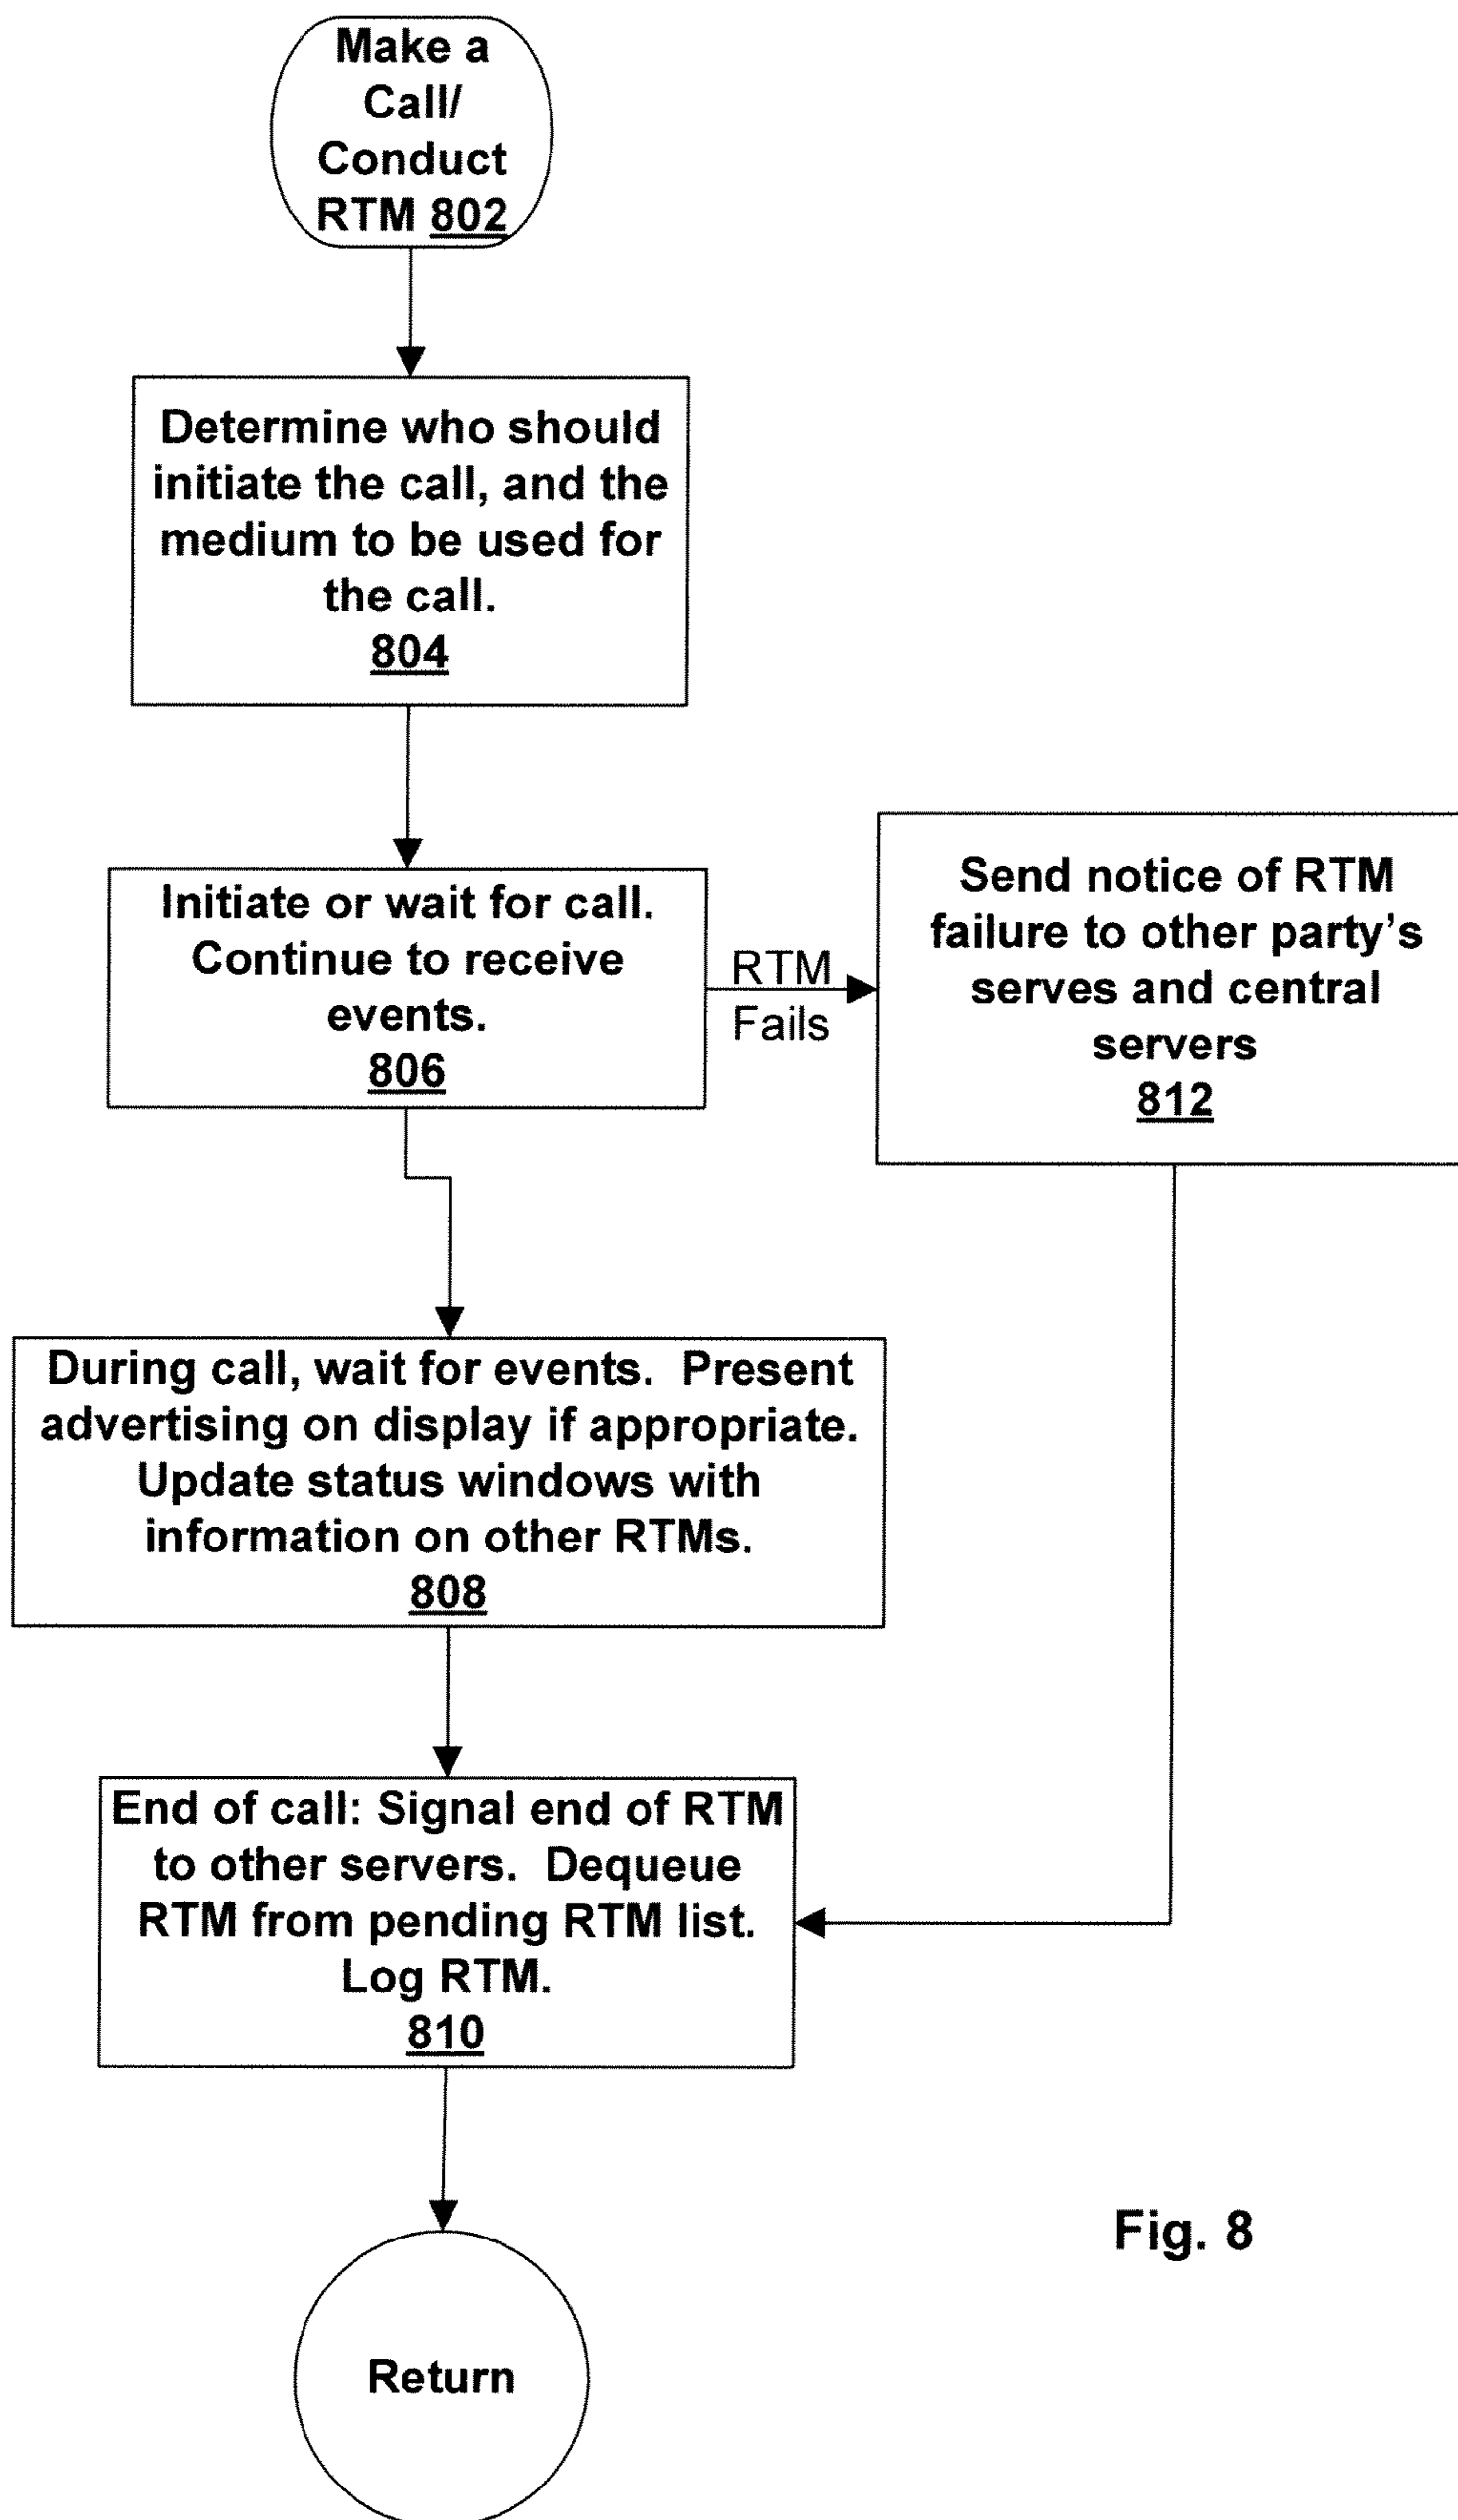 Make a
Call/
Conduct
RTM 802
Determine who should
initiate the call, and the
medium to be used for
the call.
804
Initiate or wait for call.
Continue to receive
events.
806
RTM
Fails
Send notice of RTM
failure to other party's
serves and central
servers
812
During call, wait for events. Present
advertising on display if appropriate.
Update status windows with
information on other RTMs.
808
End of call: Signal end of RTM
to other servers. Dequeue
RTM from pending RTM list.
Log RTM.
810
Return
Fig. 8